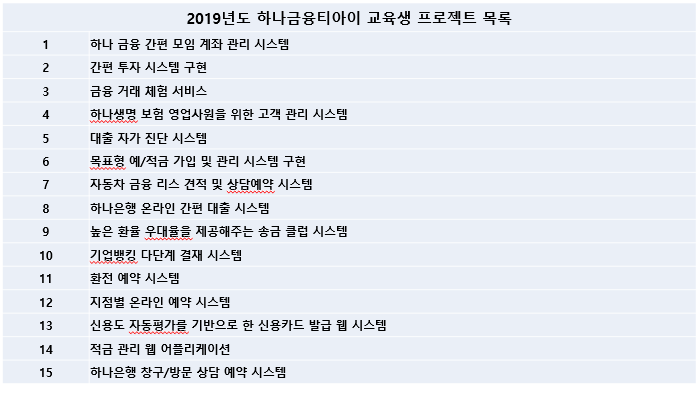 2019년도 하나금융티아이 교육생 프로젝트 목록
1 하나 금융 간편 모임 계좌 관리 시스템
2 간편 투자 시스템 구현
3 금융 거래 체험 서비스
4 하나생명 보험 영업사원을 위한 고객 관리 시스템
5 대출 자가 진단 시스템
6 목표형 예/적금 가입 및 관리 시스템 구현
7 자동차 금융 리스 견적 및 상담예약 시스템
8 하나은행 온라인 간편 대출 시스템
9 높은 환율 우대율을 제공해주는 송금 클럽 시스템
10 기업뱅킹 다단계 결재 시스템
11 환전 예약 시스템
12 지점별 온라인 예약 시스템
13 신용도 자동평가를 기반으로 한 신용카드 발급 웹 시스템
14 적금 관리 웹 어플리케이션
15 하나은행 창구/방문 상담 예약 시스템